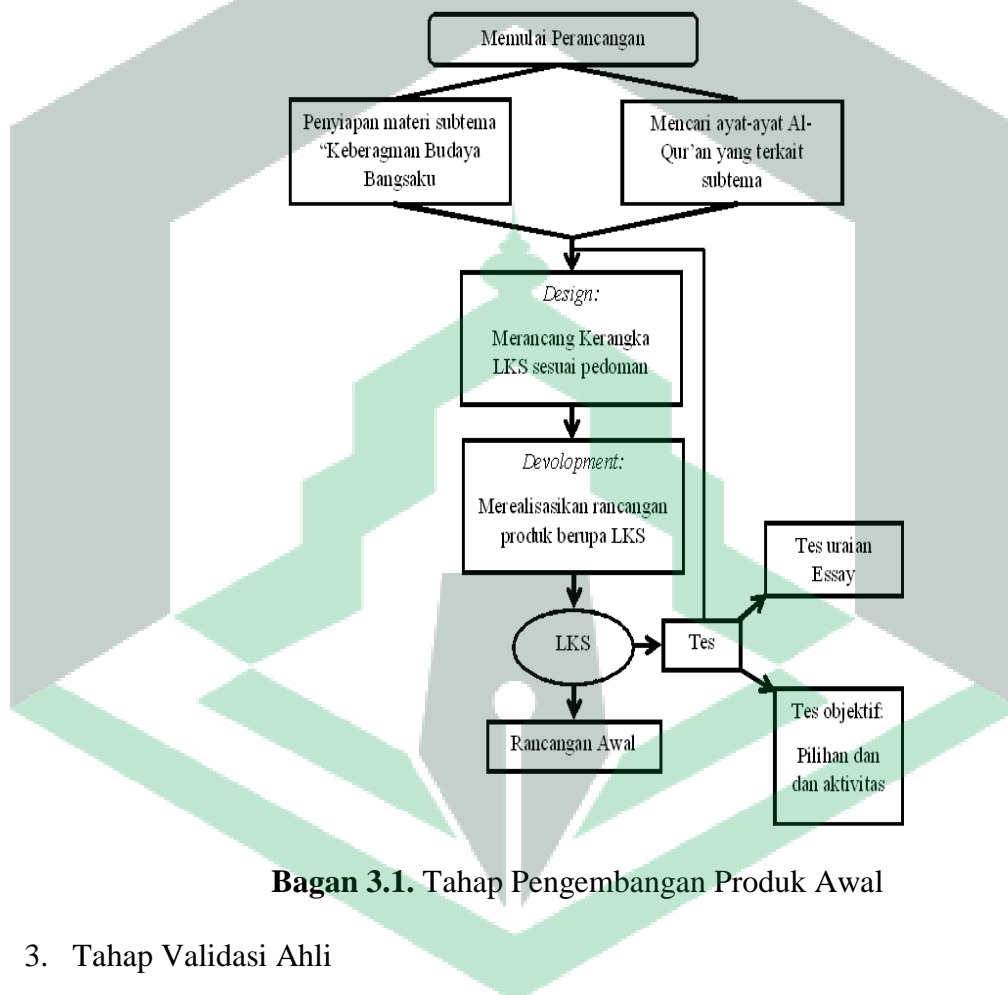 Memulai Perancangan
Penyiapan materi subtema
“Keberagman Budaya
Bangsaku
Mencari ayat-ayat Al-
Qur’an yang terkait
subtema
Design:
Merancang Kerangka
LKS sesuai pedoman
Devolopment:
Merealisasikan rancangan
produk berupa LKS
Tes uraian
Essay
LKS
Tes
Tes objektif:
Pilihan dan
dan aktivitas
Rancangan Awal
Bagan 3.1. Tahap Pengembangan Produk Awal
3. Tahap Validasi Ahli